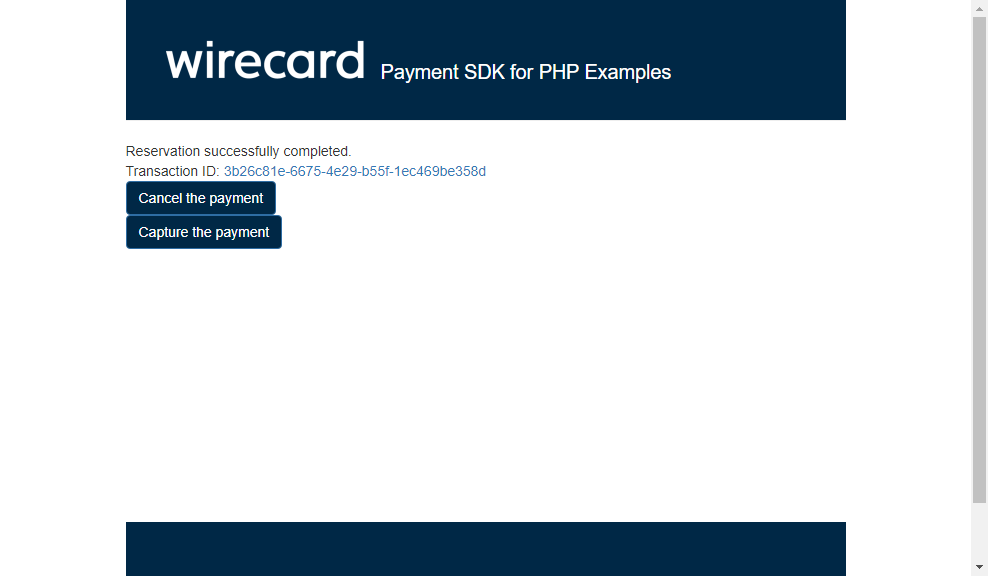 wirecard Payment SDK for PHP Examples
Reservation successfully completed.
Transaction ID: 3b26c81e-6675-4e29-b55f-1ec469be358d
Cancel the payment
Capture the payment